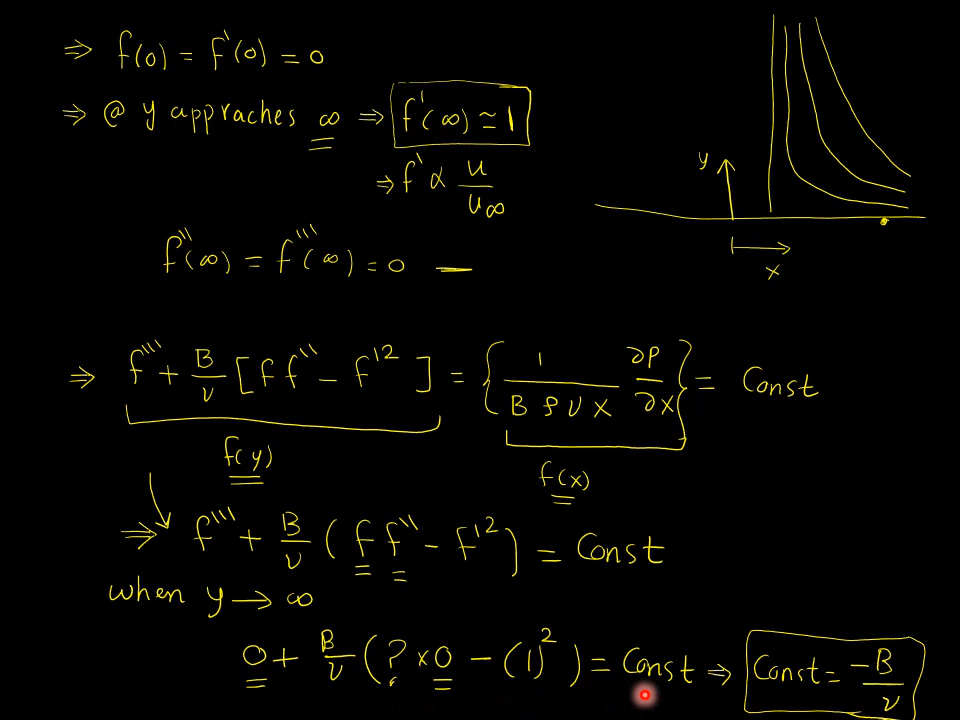 ⇒ f(0) = f'(0) = 0
⇒ @ y appraches ∞ ⇒ f'(∞) ≃ 1
⇒ f' ∝ u/u∞
y
x
f''(∞) = f'''(∞) = 0 —
⇒ f''' + B/ν [f f'' - f'2] = {1/(B ρ ν x) ∂P/∂x} = Const
f(y)
f(x)
⇒ f''' + B/ν (f f'' - f'2) = Const
when y → ∞
0 + B/ν (? × 0 - (1)2) = Const ⇒ Const = -B/ν